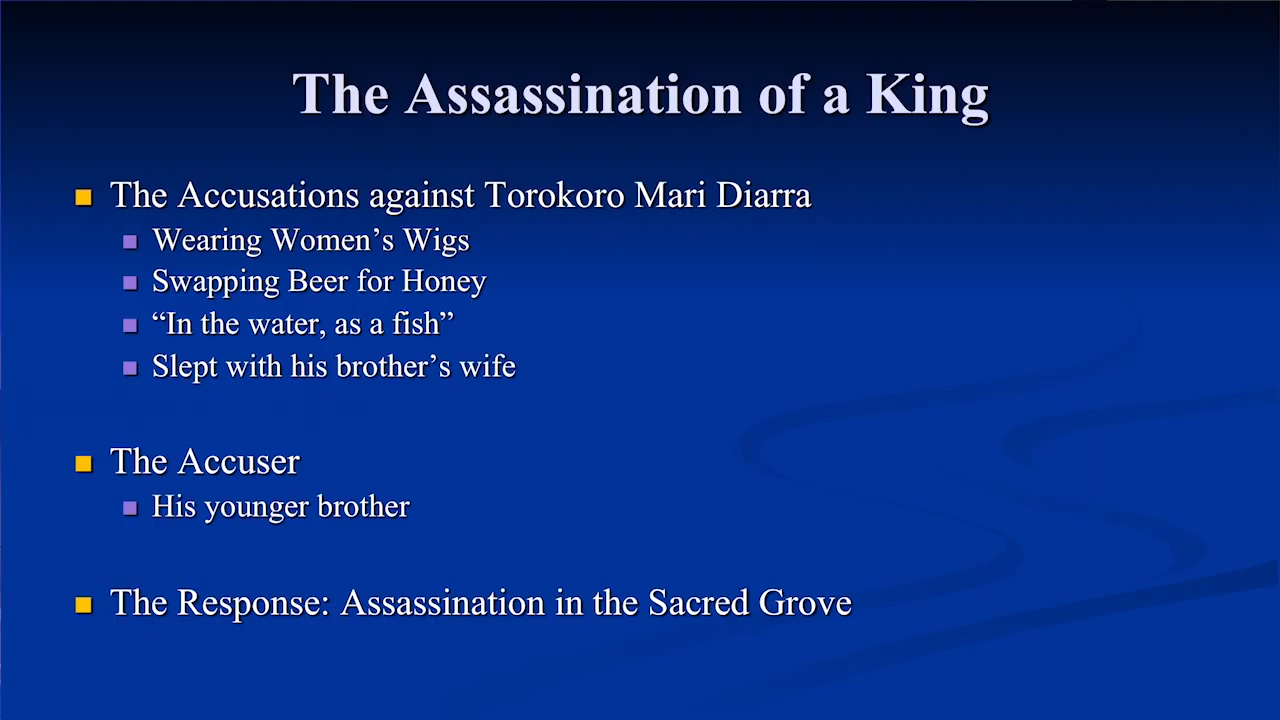 The Assassination of a King
The Accusations against Torokoro Mari Diarra
Wearing Women’s Wigs
Swapping Beer for Honey
“In the water, as a fish”
Slept with his brother’s wife
The Accuser
His younger brother
The Response: Assassination in the Sacred Grove